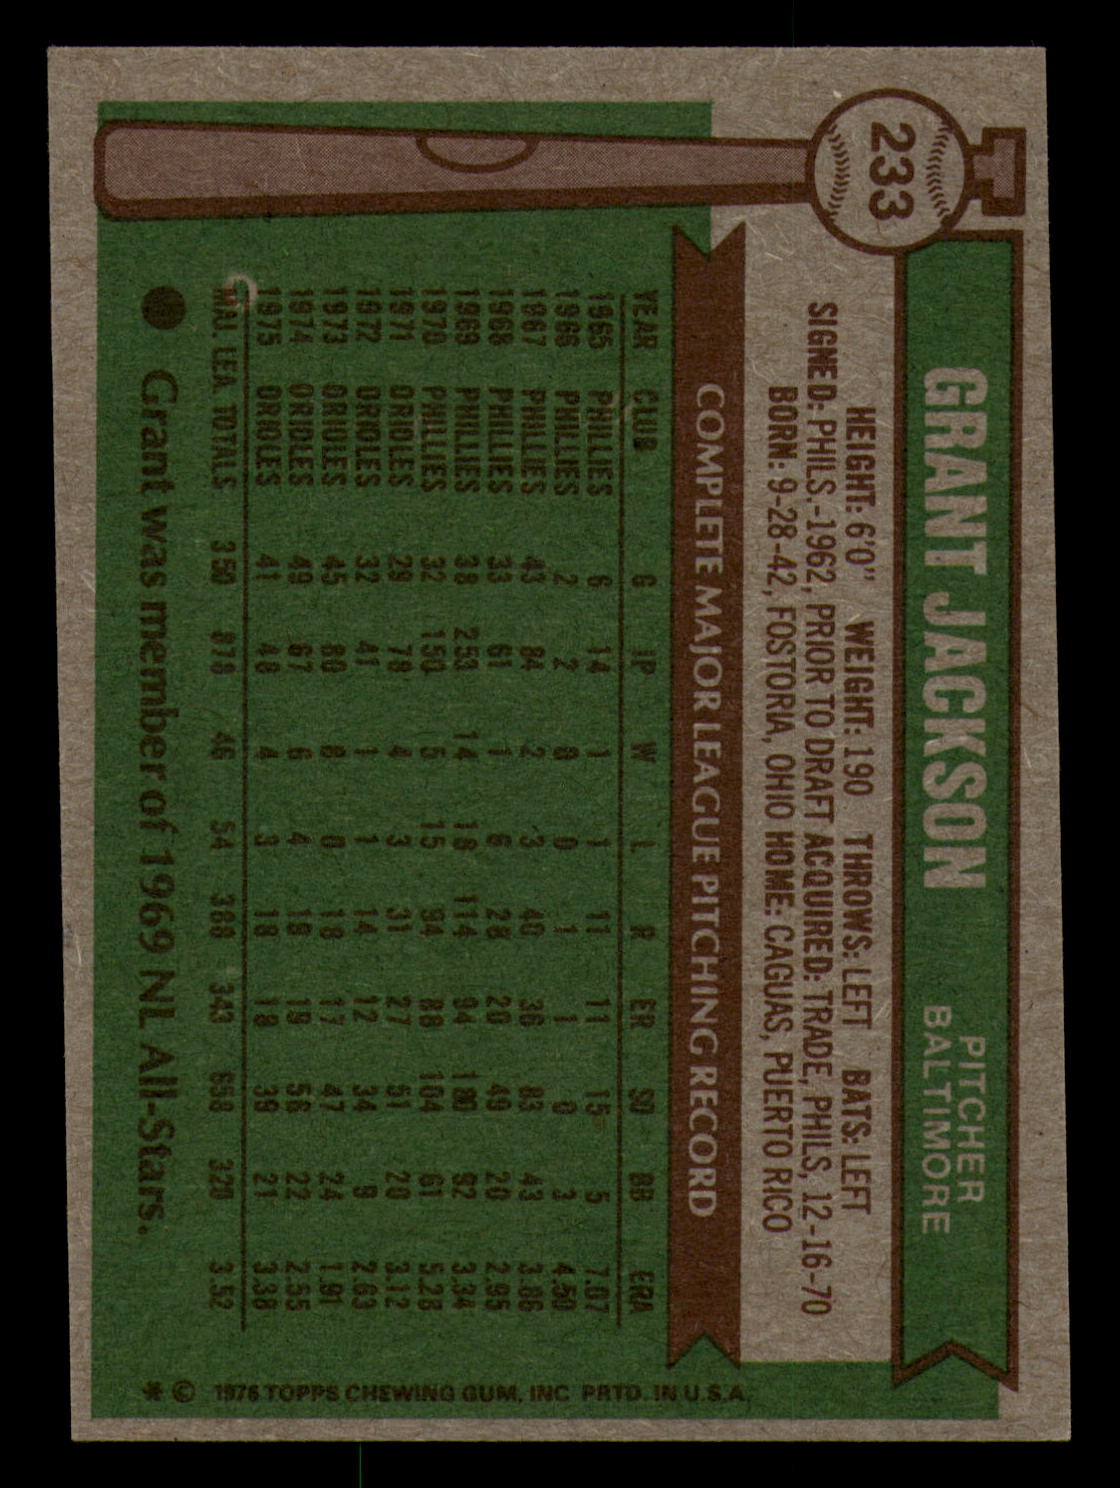 233
GRANT JACKSON
PITCHER
BALTIMORE
HEIGHT: 6'0" WEIGHT: 190 THROWS: LEFT BATS: LEFT
SIGNED: PHILS.-1962, PRIOR TO DRAFT ACQUIRED: TRADE, PHILS, 12-16-70
BORN: 9-28-42, FOSTORIA, OHIO HOME: CAGUAS, PUERTO RICO
COMPLETE MAJOR LEAGUE PITCHING RECORD
YEAR CLUB G IP W L R ER SO BB ERA
1965 PHILLIES 6 14 1 1 11 11 15 5 7.07
1966 PHILLIES 2 2 0 0 1 1 0 3 4.50
1967 PHILLIES 43 84 2 3 40 36 83 43 3.86
1968 PHILLIES 33 61 1 6 28 20 49 20 2.95
1969 PHILLIES 38 253 14 18 114 94 180 92 3.34
1970 PHILLIES 32 150 5 15 94 88 104 61 5.28
1971 ORIOLES 29 78 4 3 31 27 51 20 3.12
1972 ORIOLES 32 41 1 1 14 12 34 9 2.63
1973 ORIOLES 45 80 8 0 18 17 47 24 1.91
1974 ORIOLES 49 67 6 4 19 19 56 22 2.55
1975 ORIOLES 41 48 4 3 18 18 39 21 3.38
MAJ. LEA. TOTALS 350 878 46 54 388 343 658 320 3.52
● Grant was member of 1969 NL All-Stars.
* © 1976 TOPPS CHEWING GUM, INC PRTD. IN U.S.A.